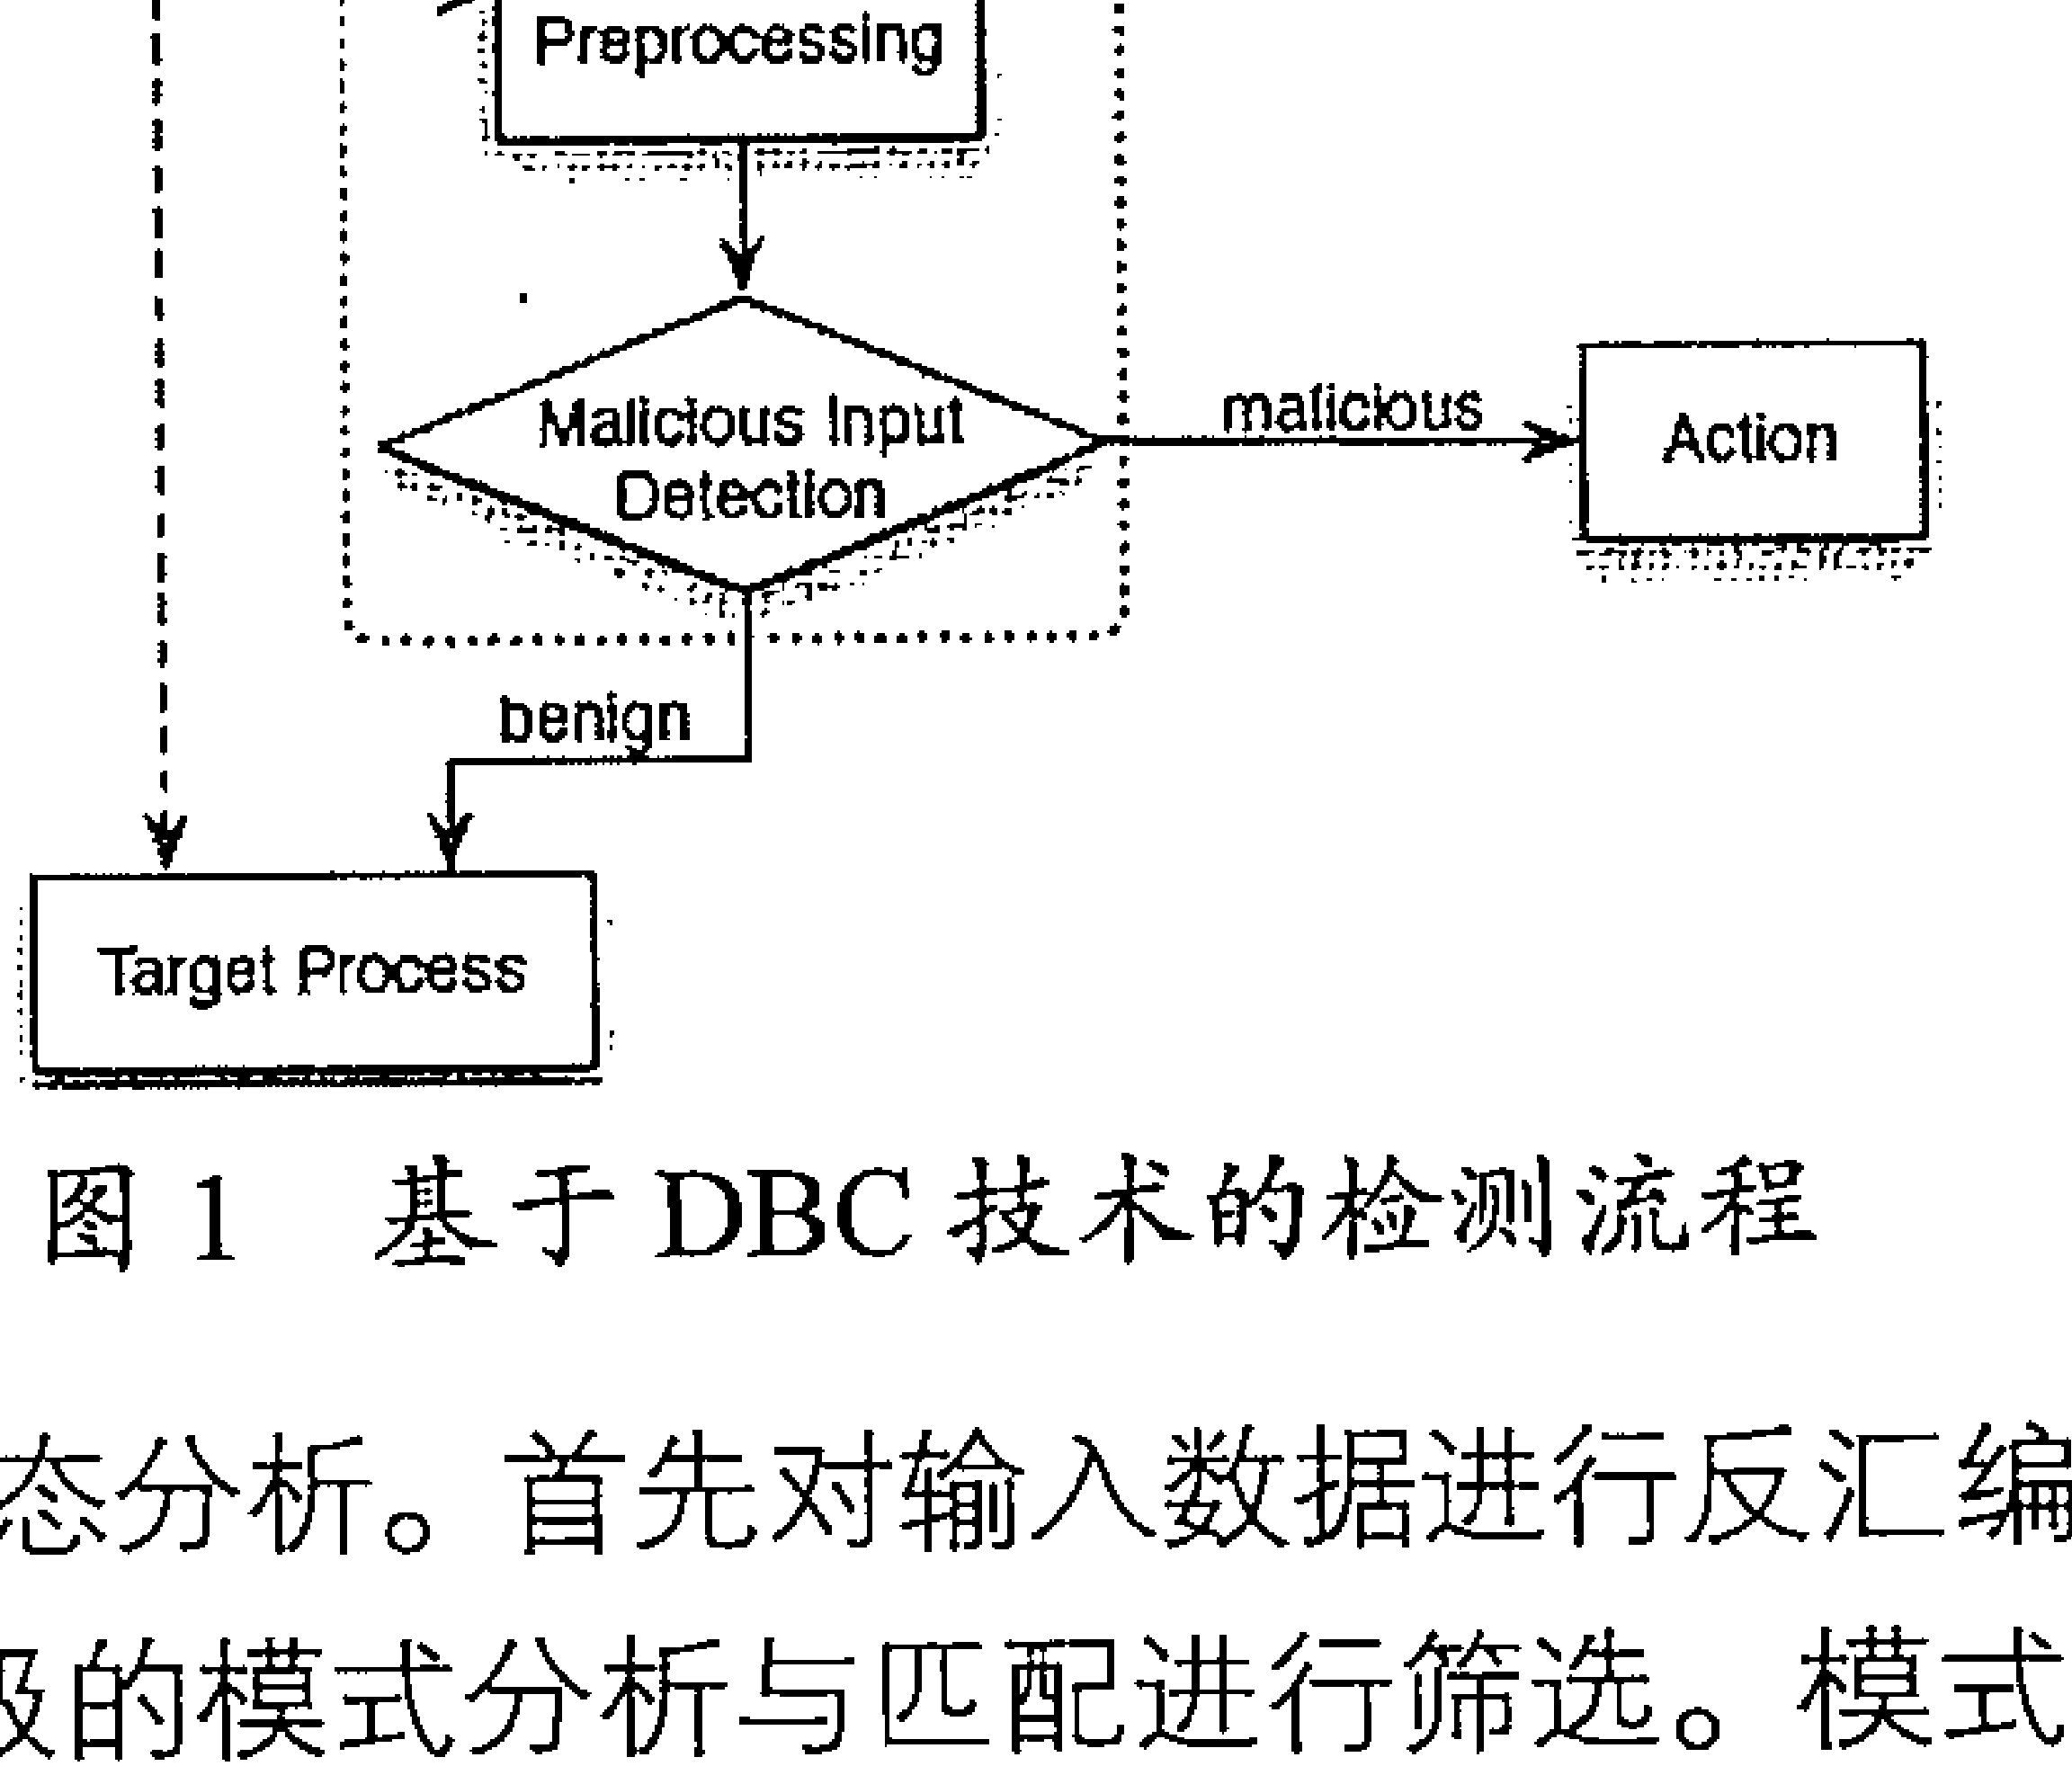 Preprocessing
Malicious Input
Detection
malicious
Action
benign
Target Process
图 1 基于 DBC 技术的检测流程
态分析。首先对输入数据进行反汇编
级的模式分析与匹配进行筛选。模式